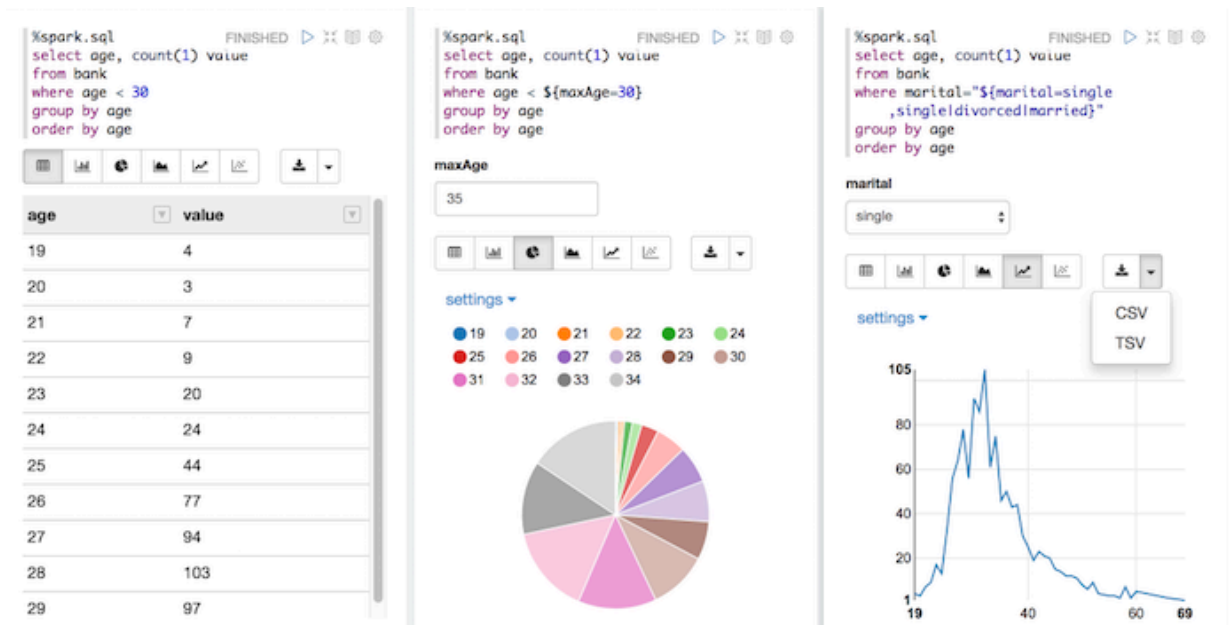 %spark.sql FINISHED
select age, count(1) value
from bank
where age < 30
group by age
order by age
age value
19 4
20 3
21 7
22 9
23 20
24 24
25 44
26 77
27 94
28 103
29 97
%spark.sql FINISHED
select age, count(1) value
from bank
where age < ${maxAge=30}
group by age
order by age
maxAge
35
settings
19 20 21 22 23 24
25 26 27 28 29 30
31 32 33 34
%spark.sql FINISHED
select age, count(1) value
from bank
where marital="${marital=single
,single|divorced|married}"
group by age
order by age
marital
single
CSV
TSV
settings
105
80
60
40
20
1
19 40 60 69